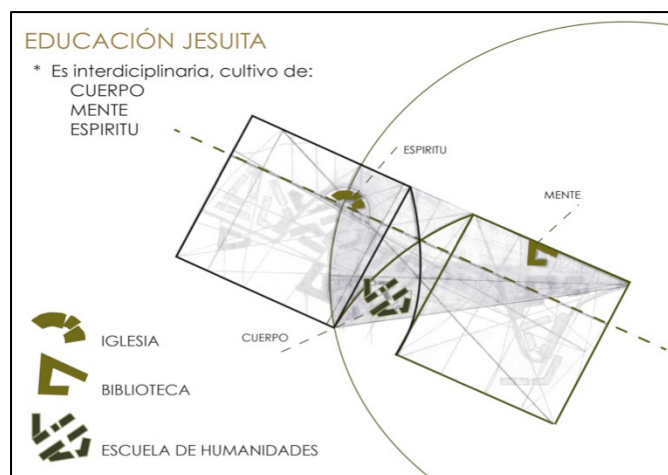 EDUCACIÓN JESUITA
* Es interdiciplinaria, cultivo de:
CUERPO
MENTE
ESPIRITU
ESPIRITU
MENTE
CUERPO
IGLESIA
BIBLIOTECA
ESCUELA DE HUMANIDADES